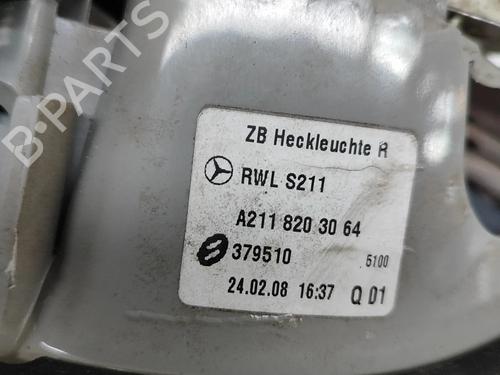 B-PARTS
ZB Heckleuchte R
RWL S211
A211 820 30 64
379510 5100
24.02.08 16:37 Q 01